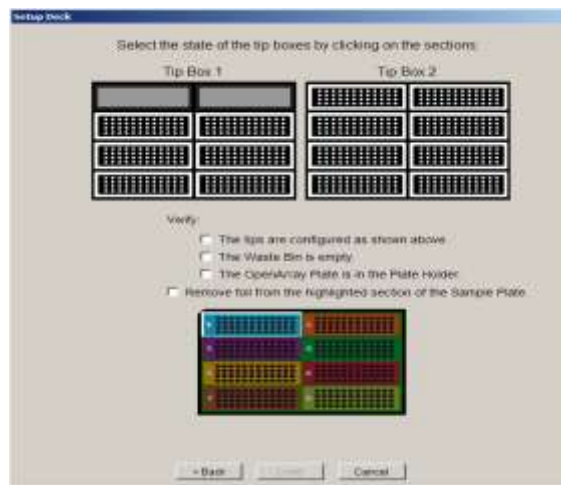 Setup Deck
Select the state of the tip boxes by clicking on the sections:
Tip Box 1
Tip Box 2
Verify:
The tips are configured as shown above
The Waste Bin is empty
The OpenArray Plate is in the Plate Holder
Remove foil from the highlighted section of the Sample Plate
< Back
Cancel